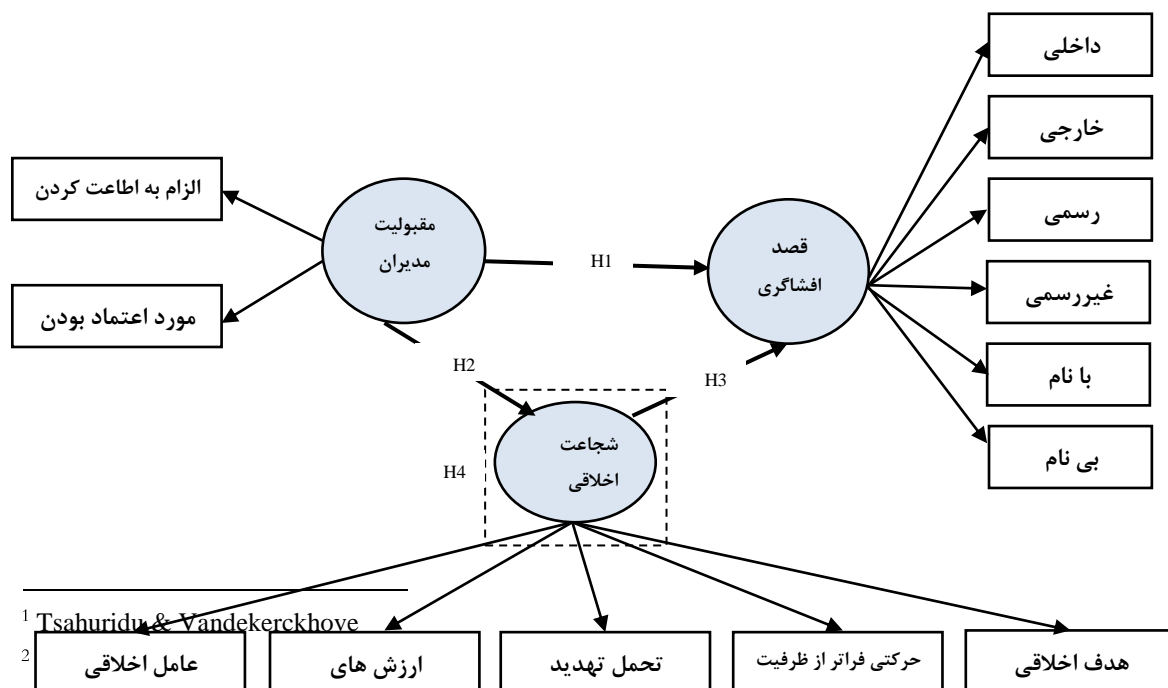 داخلی
خارجی
رسمی
غیررسمی
با نام
بی نام
قصد
افشاگری
مقبولیت
مدیران
الزام به اطاعت کردن
مورد اعتماد بودن
H1
H2
H3
H4
شجاعت
اخلاقی
1 Tsahuridu & Vandekerckhove
2
هدف اخلاقی
حرکتی فراتر از ظرفیت
تحمل تهدید
ارزش های
عامل اخلاقی